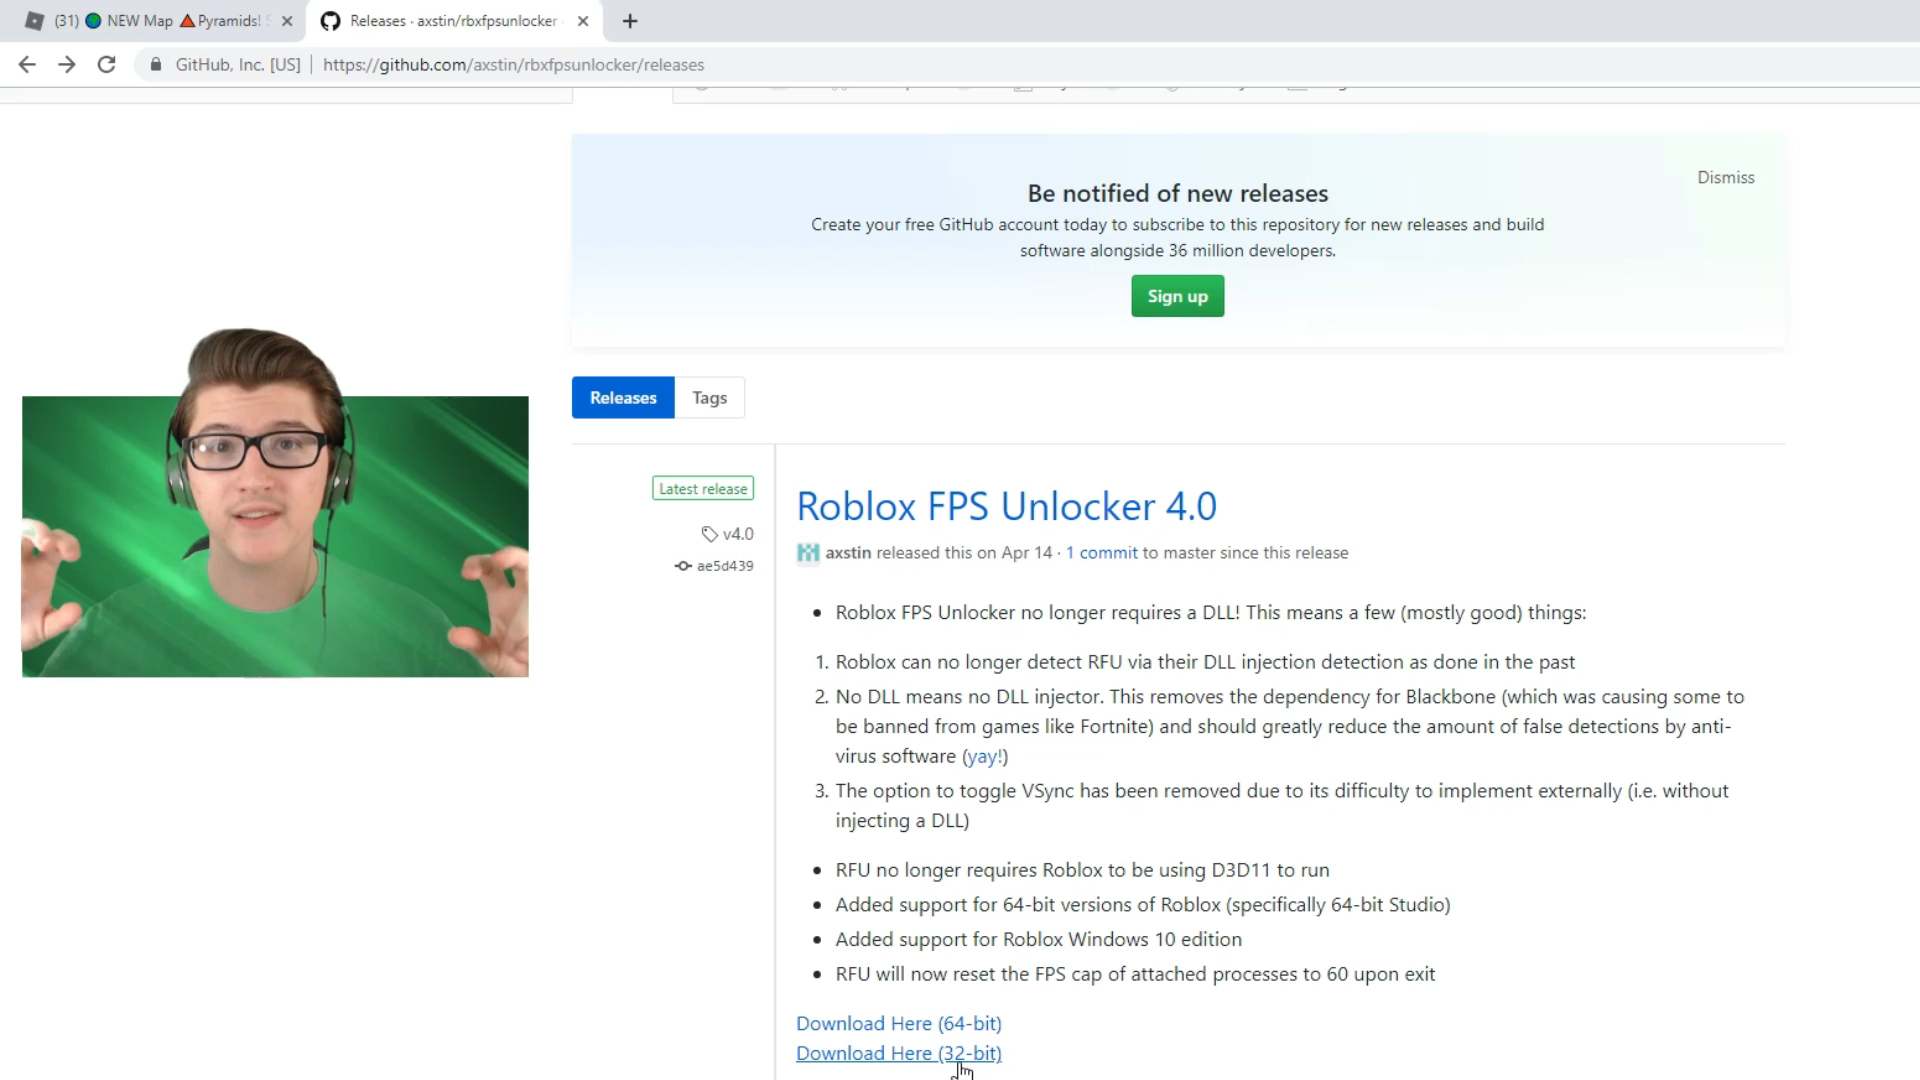 (31) 🔵 NEW Map 🔺Pyramids!
Releases · axstin/rbxfpsunlocker
GitHub, Inc. [US] | https://github.com/axstin/rbxfpsunlocker/releases
Dismiss
Be notified of new releases
Create your free GitHub account today to subscribe to this repository for new releases and build
software alongside 36 million developers.
Sign up
Releases Tags
Latest release
v4.0
ae5d439
Roblox FPS Unlocker 4.0
axstin released this on Apr 14 · 1 commit to master since this release
• Roblox FPS Unlocker no longer requires a DLL! This means a few (mostly good) things:
1. Roblox can no longer detect RFU via their DLL injection detection as done in the past
2. No DLL means no DLL injector. This removes the dependency for Blackbone (which was causing some to
be banned from games like Fortnite) and should greatly reduce the amount of false detections by anti-
virus software (yay!)
3. The option to toggle VSync has been removed due to its difficulty to implement externally (i.e. without
injecting a DLL)
• RFU no longer requires Roblox to be using D3D11 to run
• Added support for 64-bit versions of Roblox (specifically 64-bit Studio)
• Added support for Roblox Windows 10 edition
• RFU will now reset the FPS cap of attached processes to 60 upon exit
Download Here (64-bit)
Download Here (32-bit)